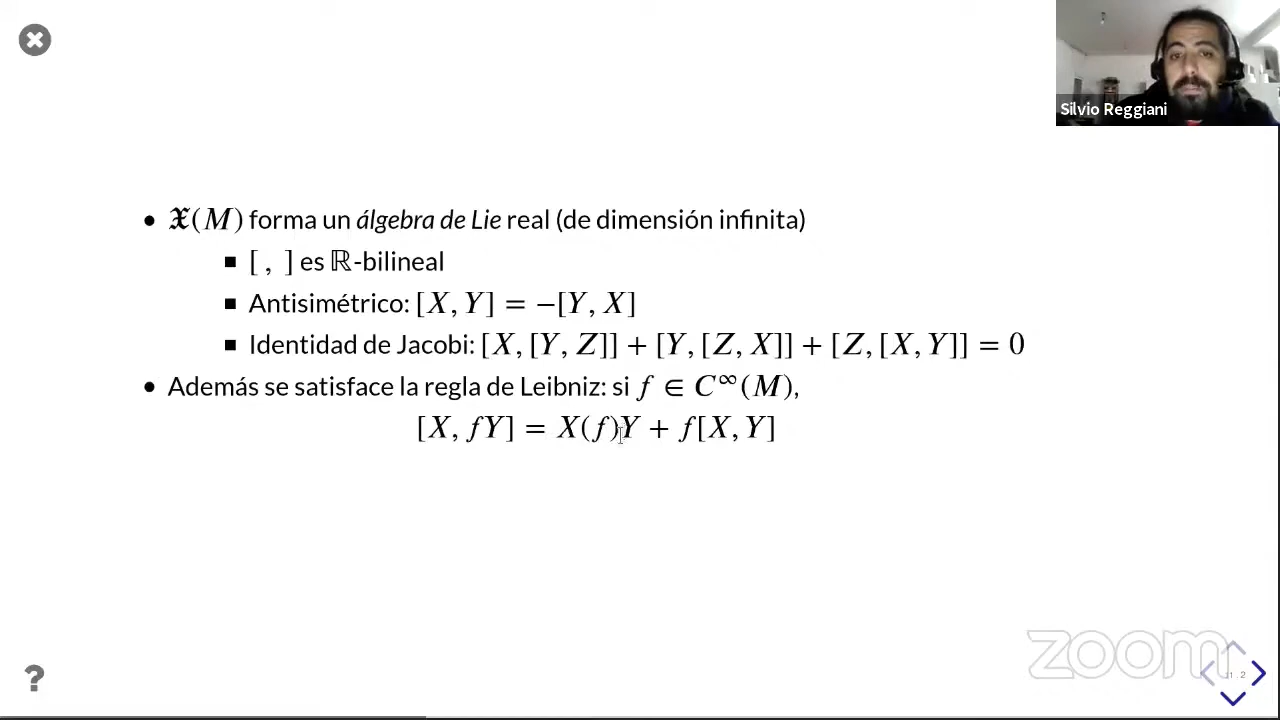 Silvio Reggiani
• 𝔛(M) forma un álgebra de Lie real (de dimensión infinita)
▪ [ , ] es ℝ-bilineal
▪ Antisimétrico: [X, Y] = −[Y, X]
▪ Identidad de Jacobi: [X, [Y, Z]] + [Y, [Z, X]] + [Z, [X, Y]] = 0
• Además se satisface la regla de Leibniz: si f ∈ C^∞(M),
[X, fY] = X(f)Y + f[X, Y]
zoom
?